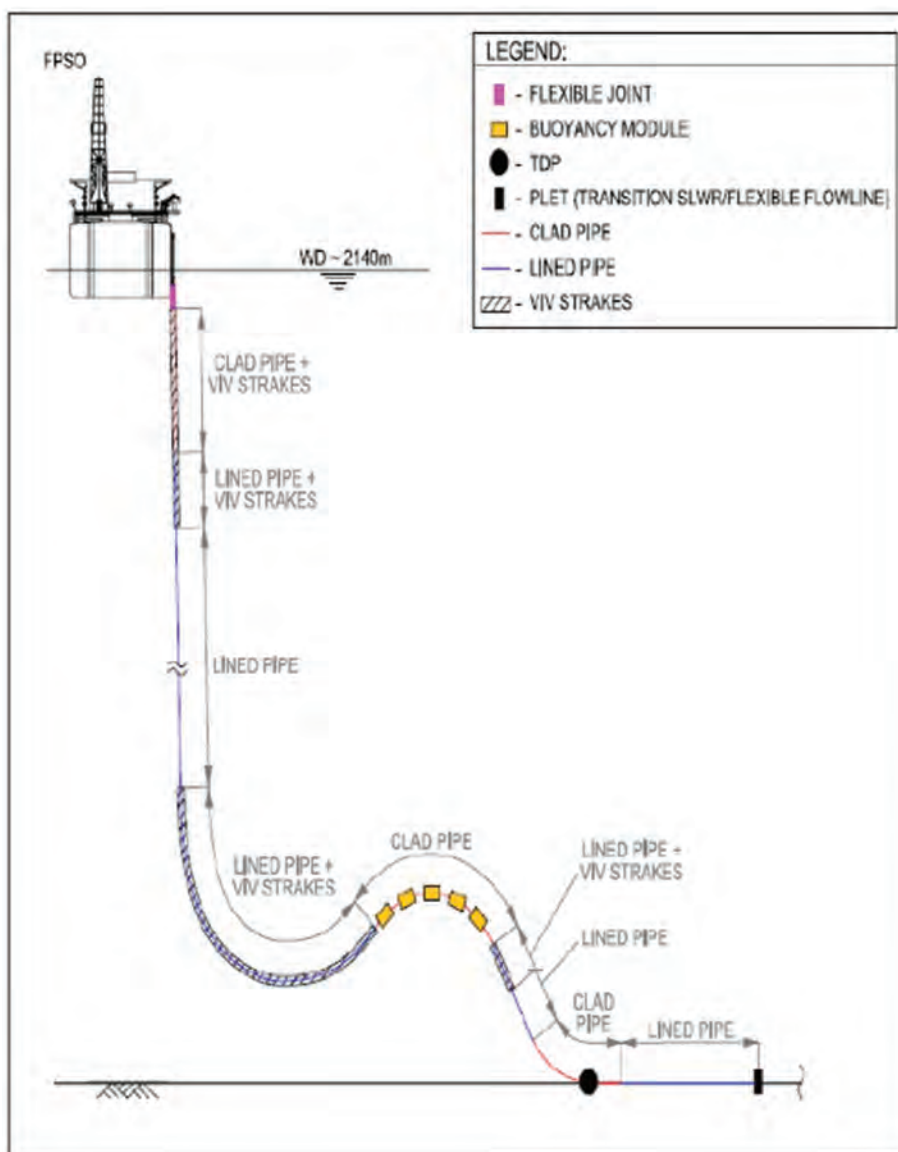 FPSO
LEGEND:
- FLEXIBLE JOINT
- BUOYANCY MODULE
- TDP
- PLET (TRANSITION SLWR/FLEXIBLE FLOWLINE)
- CLAD PIPE
- LINED PIPE
- VIV STRAKES
WD ~ 2140m
CLAD PIPE +
VIV STRAKES
LINED PIPE +
VIV STRAKES
LINED PIPE
CLAD PIPE
LINED PIPE +
VIV STRAKES
LINED PIPE +
VIV STRAKES
LINED PIPE
CLAD
PIPE
LINED PIPE